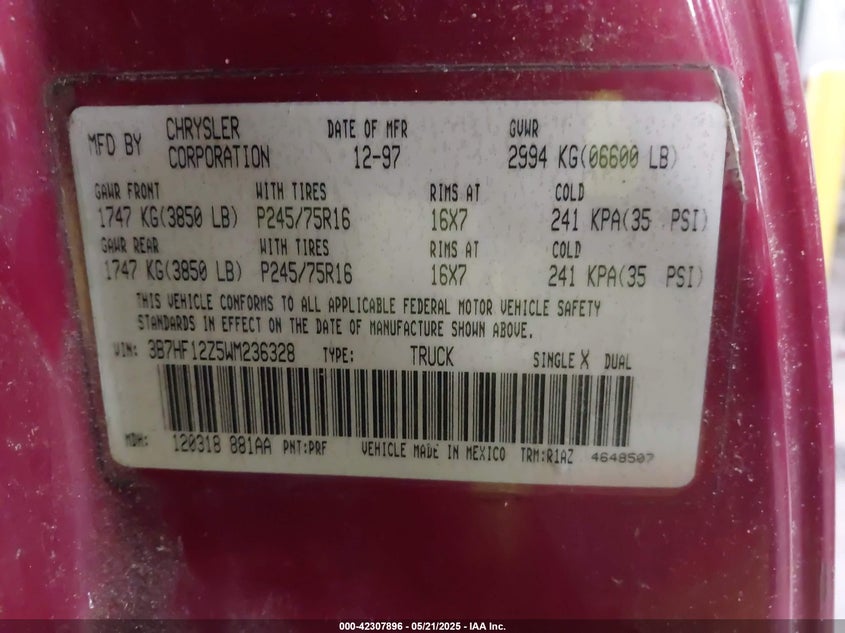 MFD BY CHRYSLER CORPORATION DATE OF MFR 12-97 GVWR 2994 KG(06600 LB)
GAWR FRONT WITH TIRES RIMS AT COLD
1747 KG(3850 LB) P245/75R16 16X7 241 KPA(35 PSI)
GAWR REAR WITH TIRES RIMS AT COLD
1747 KG(3850 LB) P245/75R16 16X7 241 KPA(35 PSI)
THIS VEHICLE CONFORMS TO ALL APPLICABLE FEDERAL MOTOR VEHICLE SAFETY
STANDARDS IN EFFECT ON THE DATE OF MANUFACTURE SHOWN ABOVE.
VIN: 3B7HF12Z5WM236328 TYPE: TRUCK SINGLE X DUAL
MDH: 120318 881AA PNT:PRF VEHICLE MADE IN MEXICO TRM:R1AZ 4648507
000-42307896 - 05/21/2025 - IAA Inc.